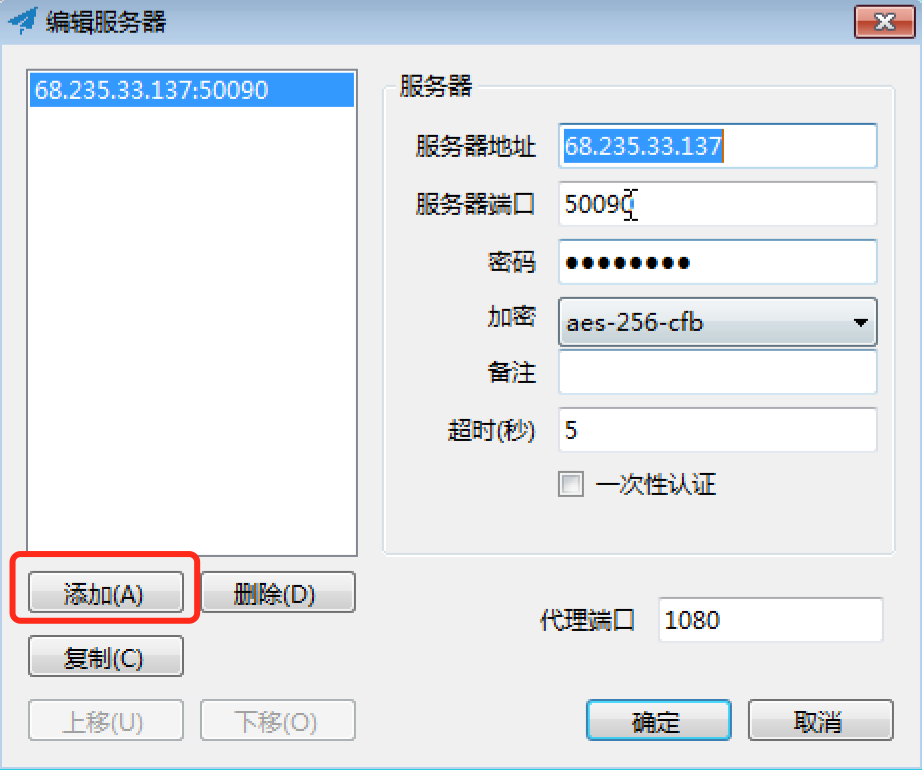 编辑服务器
68.235.33.137:50090
服务器
服务器地址 68.235.33.137
服务器端口 50090
密码 ●●●●●●●●
加密 aes-256-cfb
备注
超时(秒) 5
一次性认证
添加(A) 删除(D)
代理端口 1080
复制(C)
上移(U) 下移(O)
确定 取消